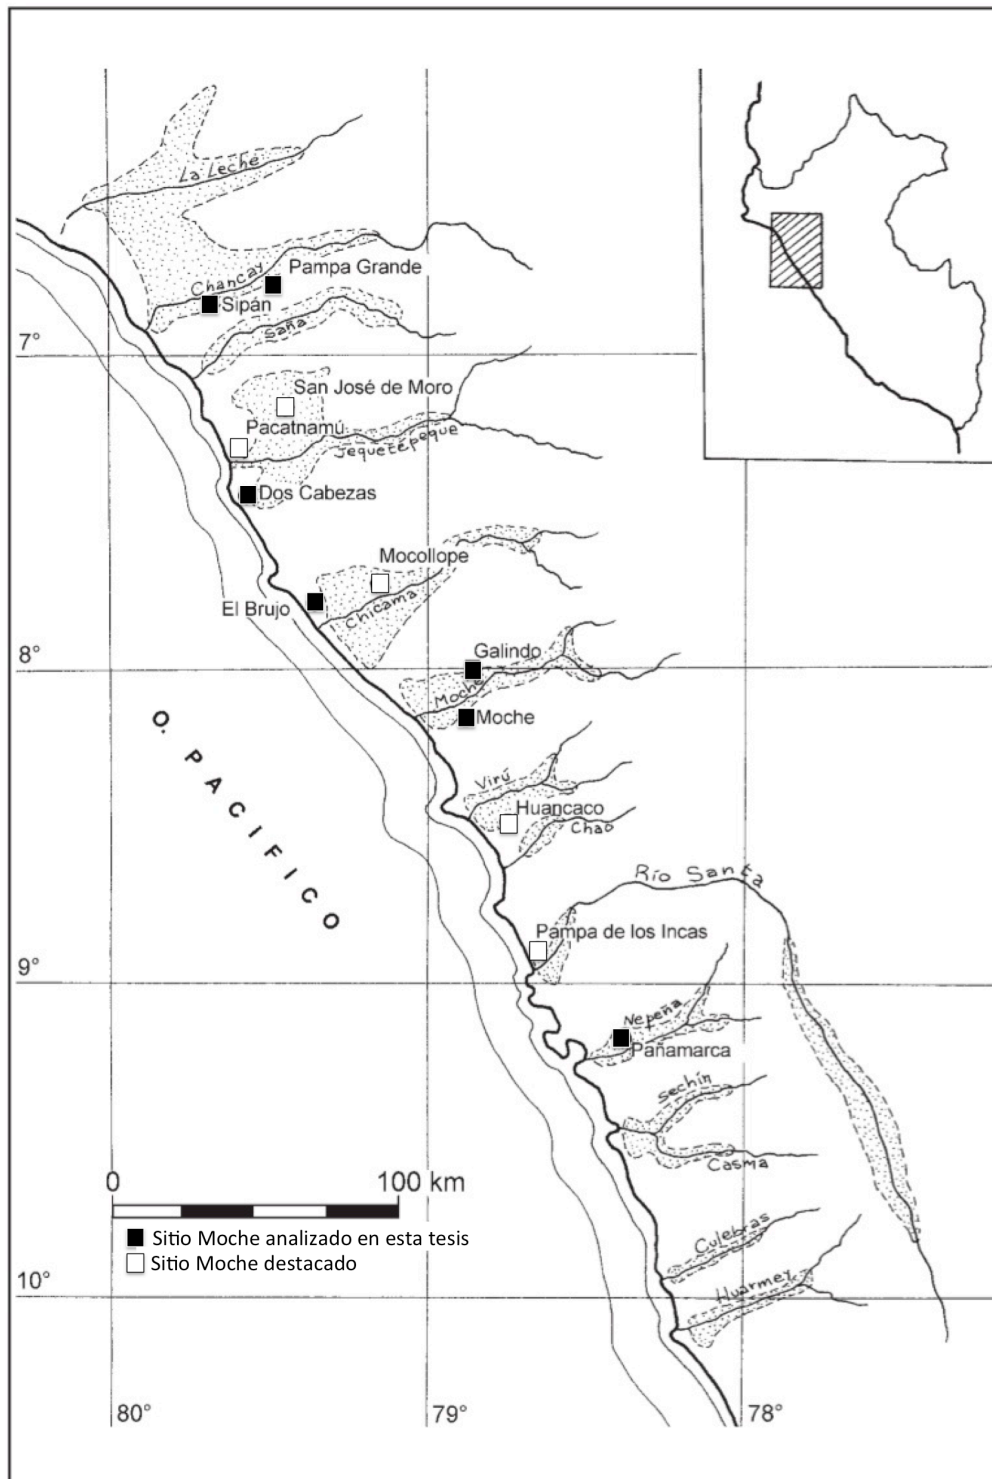 La Leche
Chancay
Pampa Grande
Sipán
Saña
7°
San José de Moro
Pacatnamú
Jequetepeque
Dos Cabezas
Mocollope
El Brujo
Chicama
Galindo
8°
Moche
Moche
O. PACIFICO
Virú
Huancaco
Chao
Río Santa
Pampa de los Incas
9°
Nepeña
Pañamarca
Sechín
Casma
0 100 km
Sitio Moche analizado en esta tesis
Sitio Moche destacado
Culebras
Huarmey
10°
80° 79° 78°